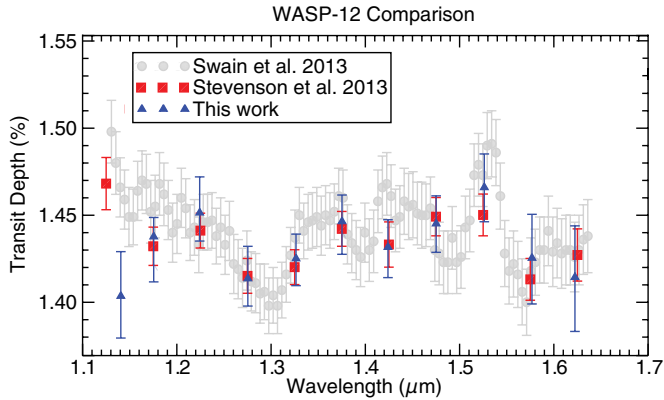 WASP-12 Comparison
1.55
Swain et al. 2013
Stevenson et al. 2013
This work
1.50
1.45
1.40
Transit Depth (%)
1.1 1.2 1.3 1.4 1.5 1.6 1.7
Wavelength (μm)